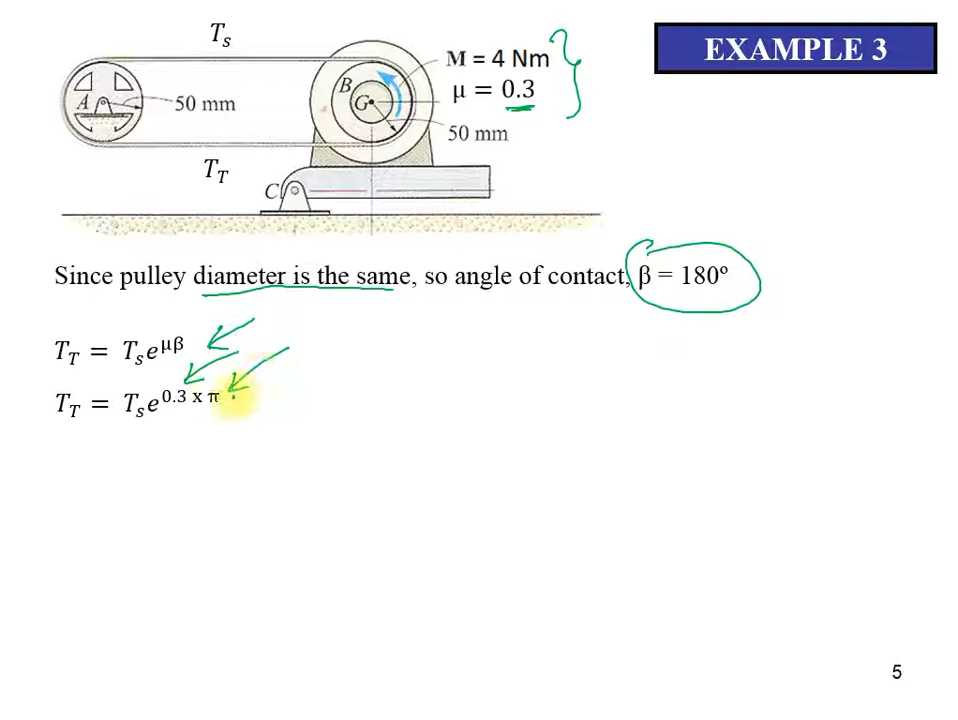 EXAMPLE 3
T_s
M = 4 Nm
μ = 0.3
B
A
G
50 mm
50 mm
T_T
C
Since pulley diameter is the same, so angle of contact, β = 180º
T_T = T_s e^{μβ}
T_T = T_s e^{0.3 x π}
5